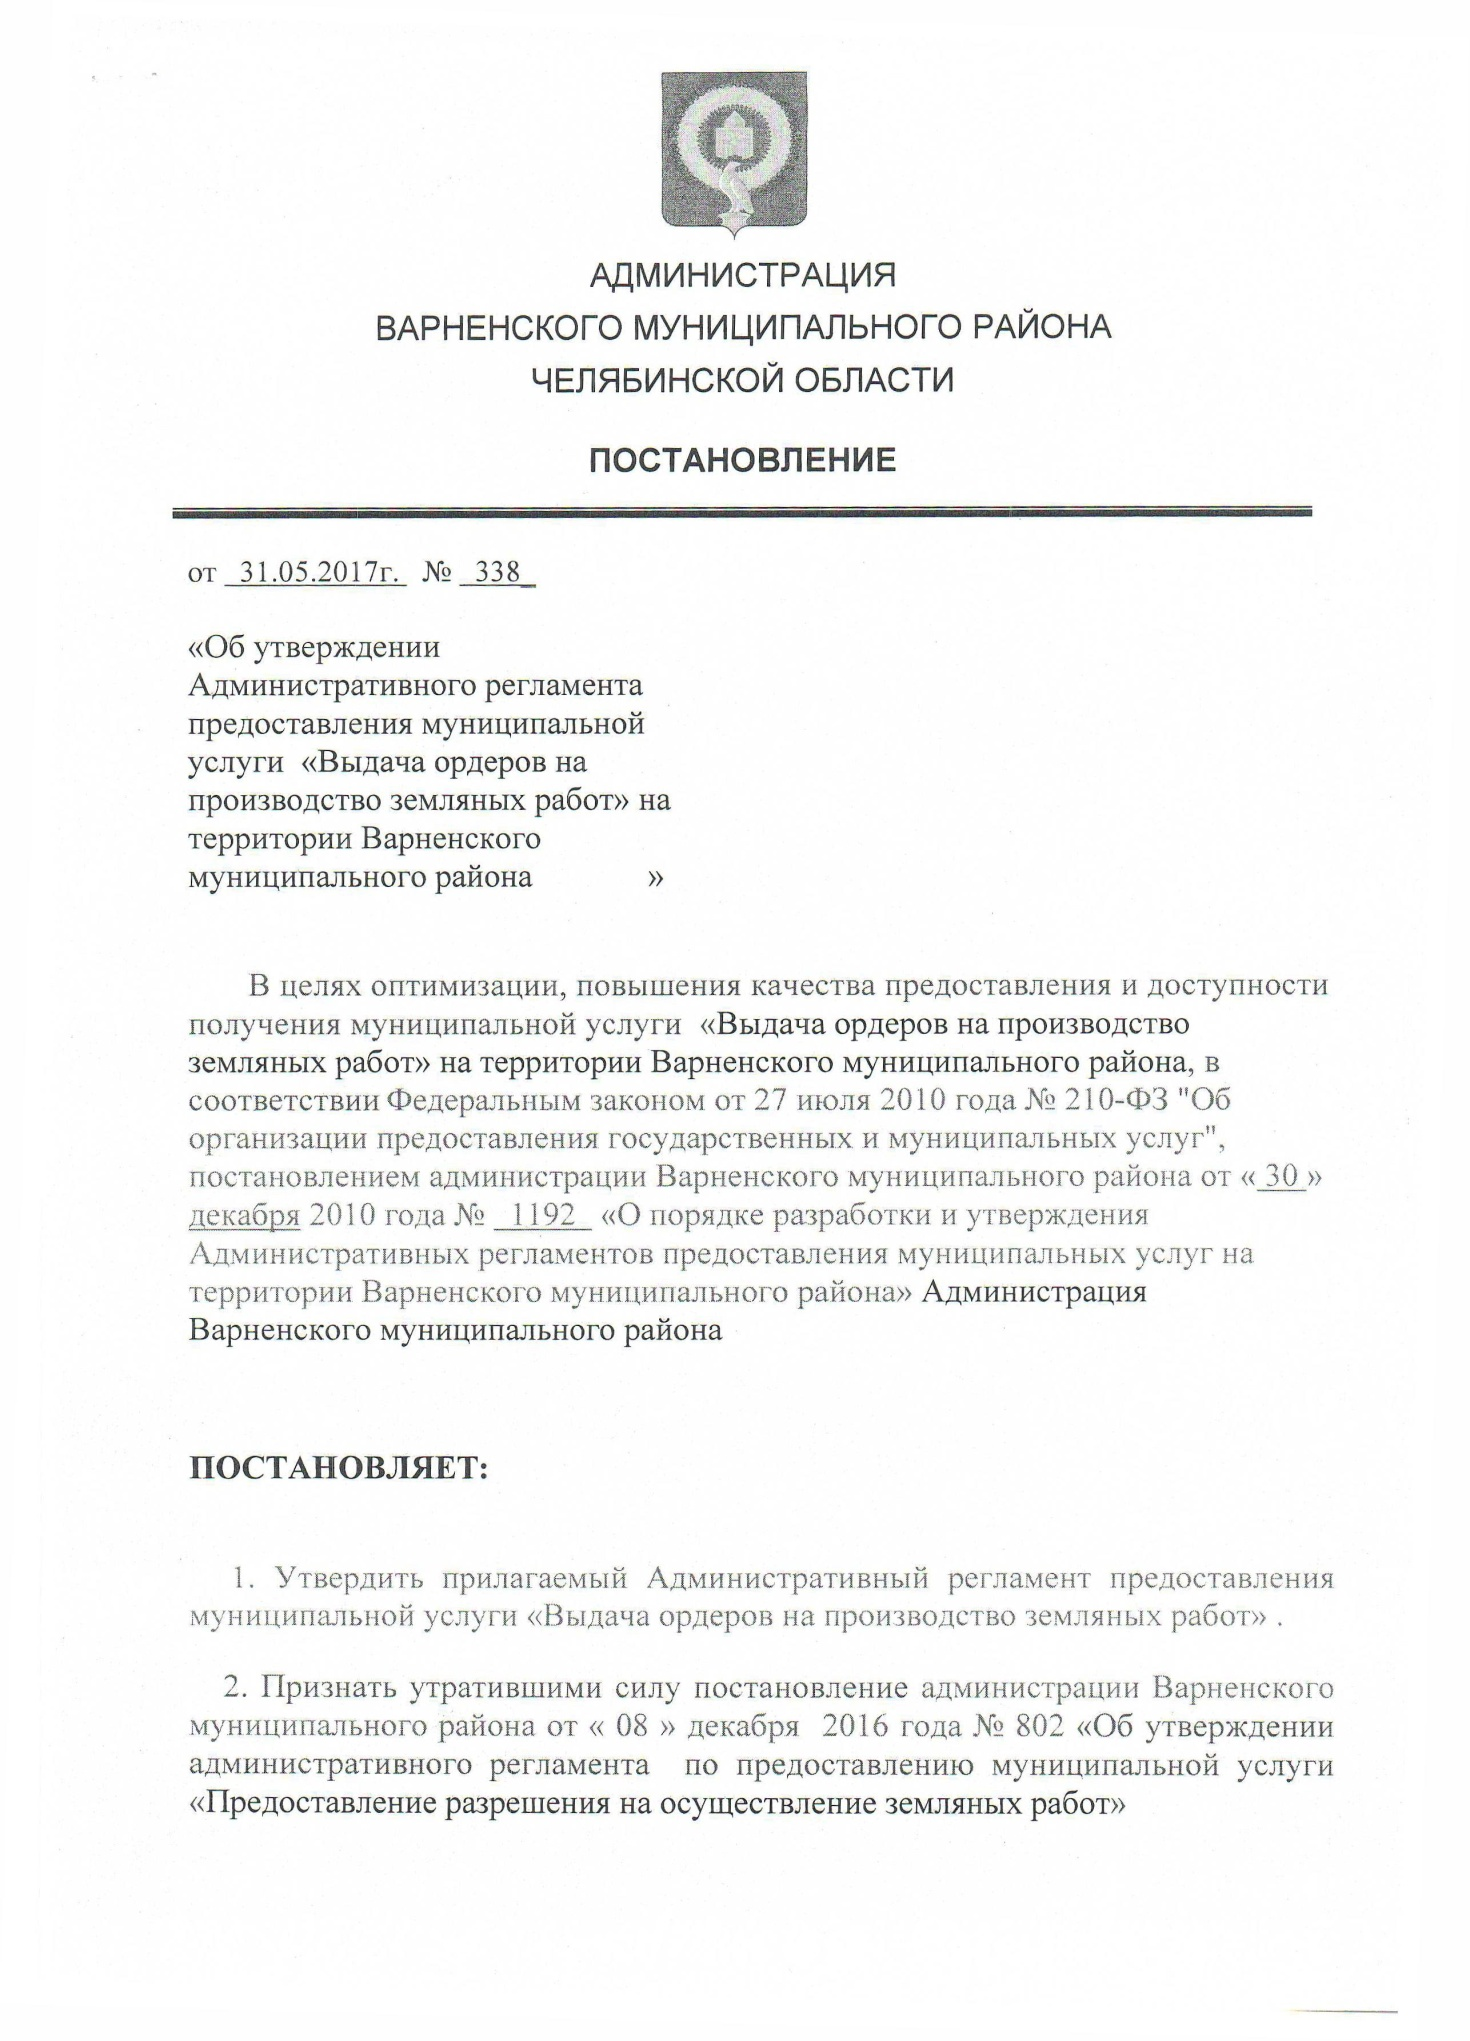 АДМИНИСТРАЦИЯ
ВАРНЕНСКОГО МУНИЦИПАЛЬНОГО РАЙОНА
ЧЕЛЯБИНСКОЙ ОБЛАСТИ
ПОСТАНОВЛЕНИЕ
от 31.05.2017г. № 338
«Об утверждении
Административного регламента
предоставления муниципальной
услуги «Выдача ордеров на
производство земляных работ» на
территории Варненского
муниципального района »
В целях оптимизации, повышения качества предоставления и доступности
получения муниципальной услуги «Выдача ордеров на производство
земляных работ» на территории Варненского муниципального района, в
соответствии Федеральным законом от 27 июля 2010 года № 210-ФЗ "Об
организации предоставления государственных и муниципальных услуг",
постановлением администрации Варненского муниципального района от « 30 »
декабря 2010 года № 1192 «О порядке разработки и утверждения
Административных регламентов предоставления муниципальных услуг на
территории Варненского муниципального района» Администрация
Варненского муниципального района
ПОСТАНОВЛЯЕТ:
1. Утвердить прилагаемый Административный регламент предоставления
муниципальной услуги «Выдача ордеров на производство земляных работ» .
2. Признать утратившими силу постановление администрации Варненского
муниципального района от « 08 » декабря 2016 года № 802 «Об утверждении
административного регламента по предоставлению муниципальной услуги
«Предоставление разрешения на осуществление земляных работ»